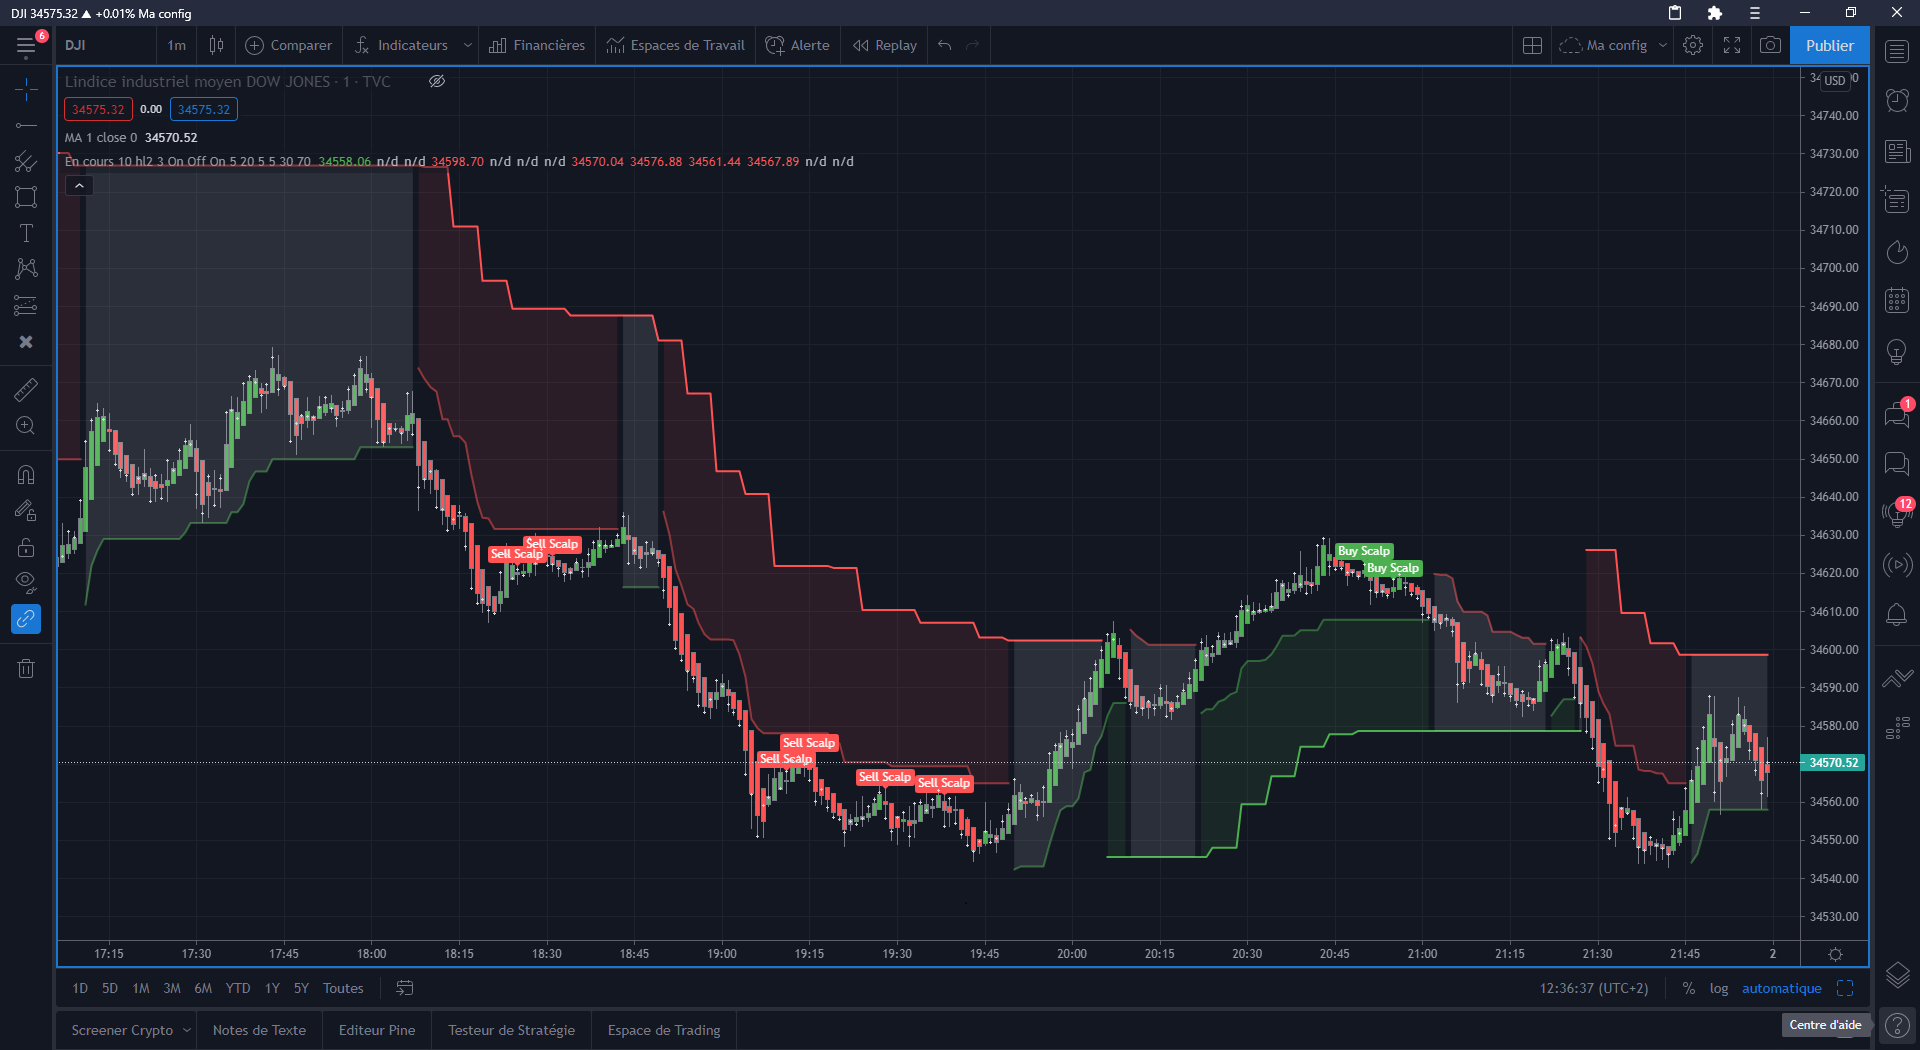 DJI 34575.32 ▲ +0.01% Ma config
6
DJI
1m
Comparer
Indicateurs
Financières
Espaces de Travail
Alerte
Replay
Ma config
Publier
Lindice industriel moyen DOW JONES · 1 · TVC
34575.32 0.00 34575.32
MA 1 close 0 34570.52
En cours 10 hl2 3 On Off On 5 20 5 5 30 70 34558.06 n/d n/d 34598.70 n/d n/d n/d 34570.04 34576.88 34561.44 34567.89 n/d n/d
USD
34740.00
34730.00
34720.00
34710.00
34700.00
34690.00
34680.00
34670.00
34660.00
34650.00
34640.00
34630.00
34620.00
34610.00
34600.00
34590.00
34580.00
34570.52
34560.00
34550.00
34540.00
34530.00
Sell Scalp
Sell Scalp
Buy Scalp
Buy Scalp
Sell Scalp
Sell Scalp
Sell Scalp
Sell Scalp
1
12
17:15 17:30 17:45 18:00 18:15 18:30 18:45 19:00 19:15 19:30 19:45 20:00 20:15 20:30 20:45 21:00 21:15 21:30 21:45 2
1D 5D 1M 3M 6M YTD 1Y 5Y Toutes
12:36:37 (UTC+2) % log automatique
Screener Crypto
Notes de Texte
Editeur Pine
Testeur de Stratégie
Espace de Trading
Centre d'aide